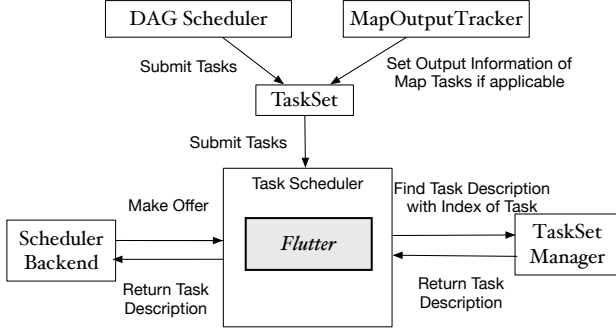 DAG Scheduler
MapOutputTracker
Submit Tasks
Set Output Information of
Map Tasks if applicable
TaskSet
Submit Tasks
Task Scheduler
Find Task Description
with Index of Task
Make Offer
Flutter
Scheduler
Backend
TaskSet
Manager
Return Task
Description
Return Task
Description